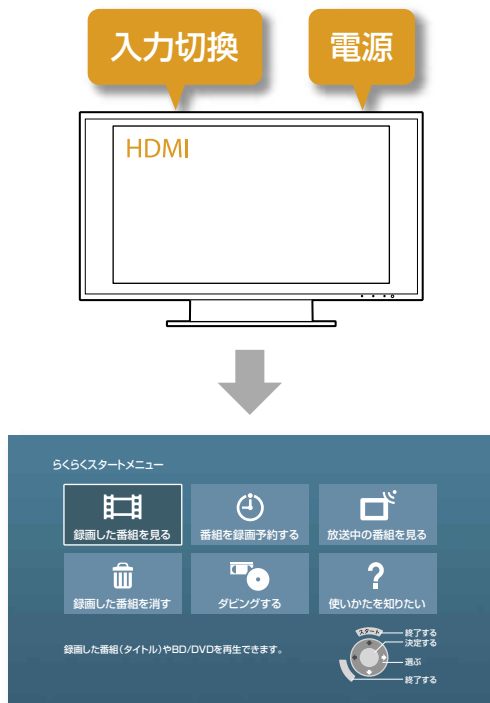 入力切換
電源
HDMI
らくらくスタートメニュー
録画した番組を見る
番組を録画予約する
放送中の番組を見る
録画した番組を消す
ダビングする
使いかたを知りたい
?
録画した番組(タイトル)やBD/DVDを再生できます。
スタート
終了する
決定する
選ぶ
終了する